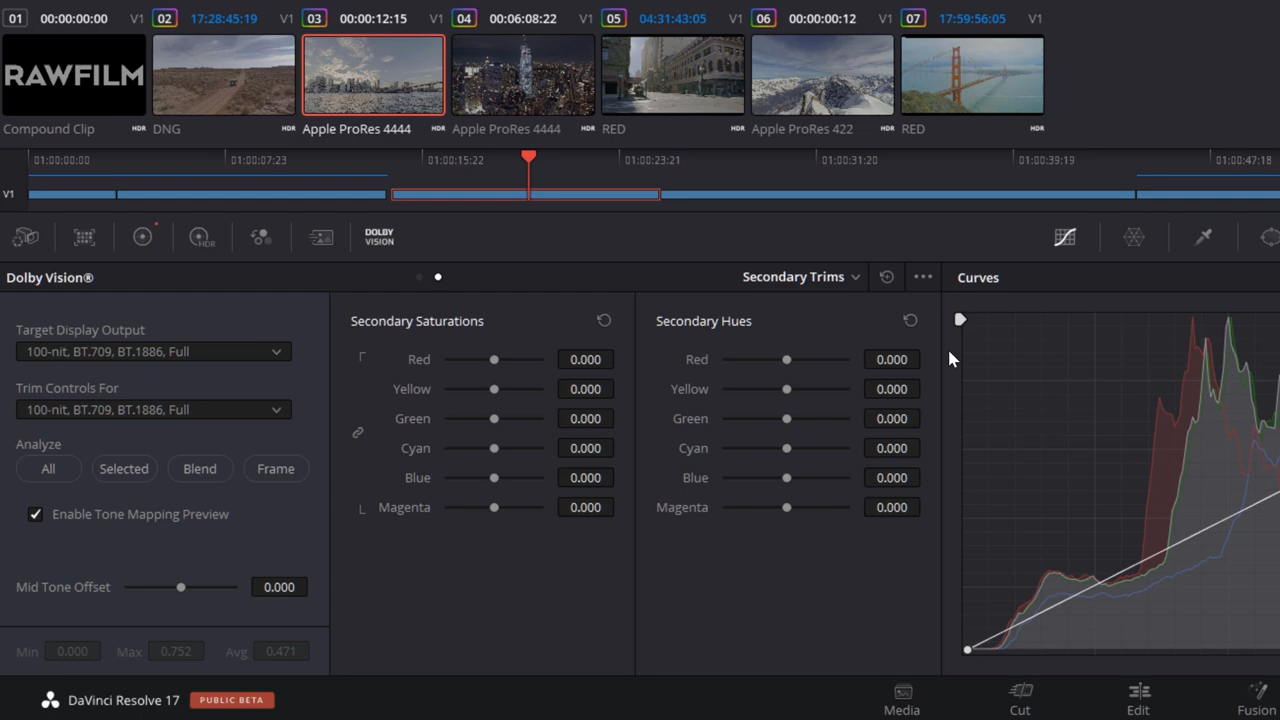 01 00:00:00:00 V1 02 17:28:45:19 V1 03 00:00:12:15 V1 04 00:06:08:22 V1 05 04:31:43:05 V1 06 00:00:00:12 V1 07 17:59:56:05 V1
RAWFILM
Compound Clip HDR DNG HDR Apple ProRes 4444 HDR Apple ProRes 4444 HDR RED HDR Apple ProRes 422 HDR RED HDR
01:00:00:00 01:00:07:23 01:00:15:22 01:00:23:21 01:00:31:20 01:00:39:19 01:00:47:18
V1
HDR
DOLBY
VISION
Dolby Vision® Secondary Trims Curves
Target Display Output
100-nit, BT.709, BT.1886, Full
Trim Controls For
100-nit, BT.709, BT.1886, Full
Analyze
All Selected Blend Frame
Enable Tone Mapping Preview
Mid Tone Offset 0.000
Min 0.000 Max 0.752 Avg 0.471
Secondary Saturations
Red 0.000
Yellow 0.000
Green 0.000
Cyan 0.000
Blue 0.000
Magenta 0.000
Secondary Hues
Red 0.000
Yellow 0.000
Green 0.000
Cyan 0.000
Blue 0.000
Magenta 0.000
DaVinci Resolve 17 PUBLIC BETA
Media Cut Edit Fusion